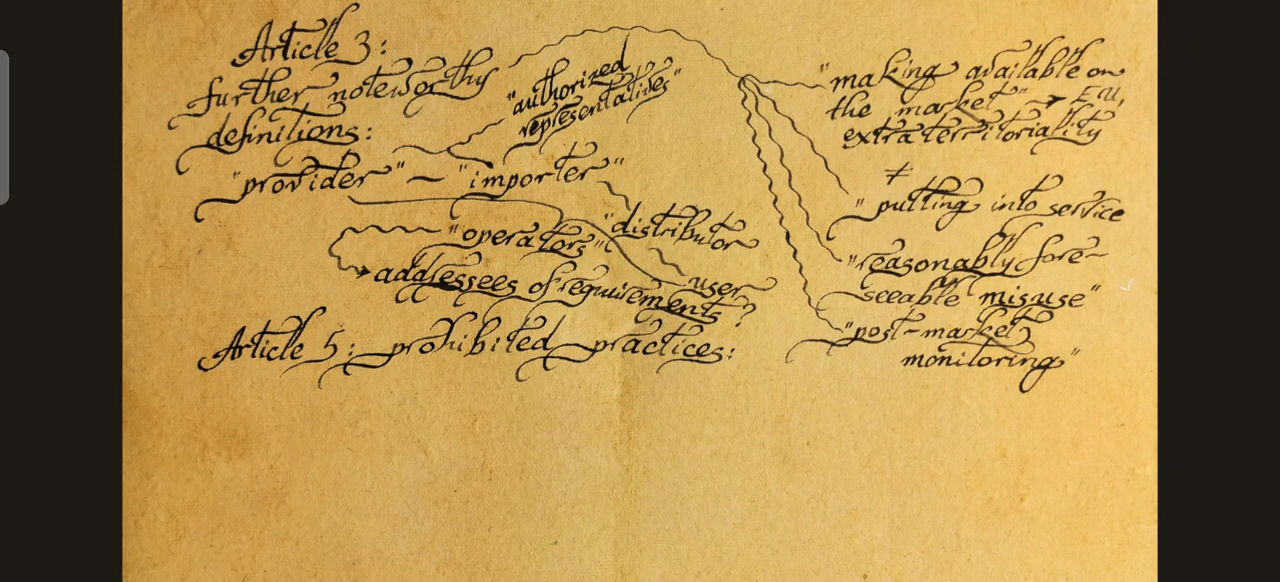 Article 3:
further noteworthy
definitions:
"authorized
representatives"
"provider" – "importer"
"distributor
"operators"
user
addressees of requirements?
"making available on
the market" → EU,
extraterritoriality
≠
"putting into service
"reasonably fore-
seeable misuse"
"post-market
monitoring"
Article 5: prohibited practices: